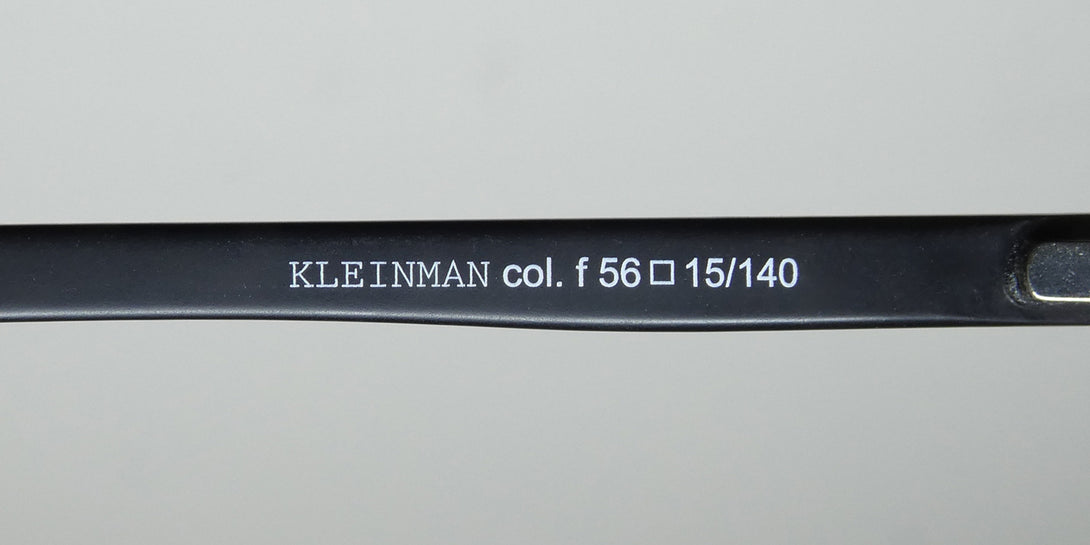 KLEINMAN col. f 56□15/140